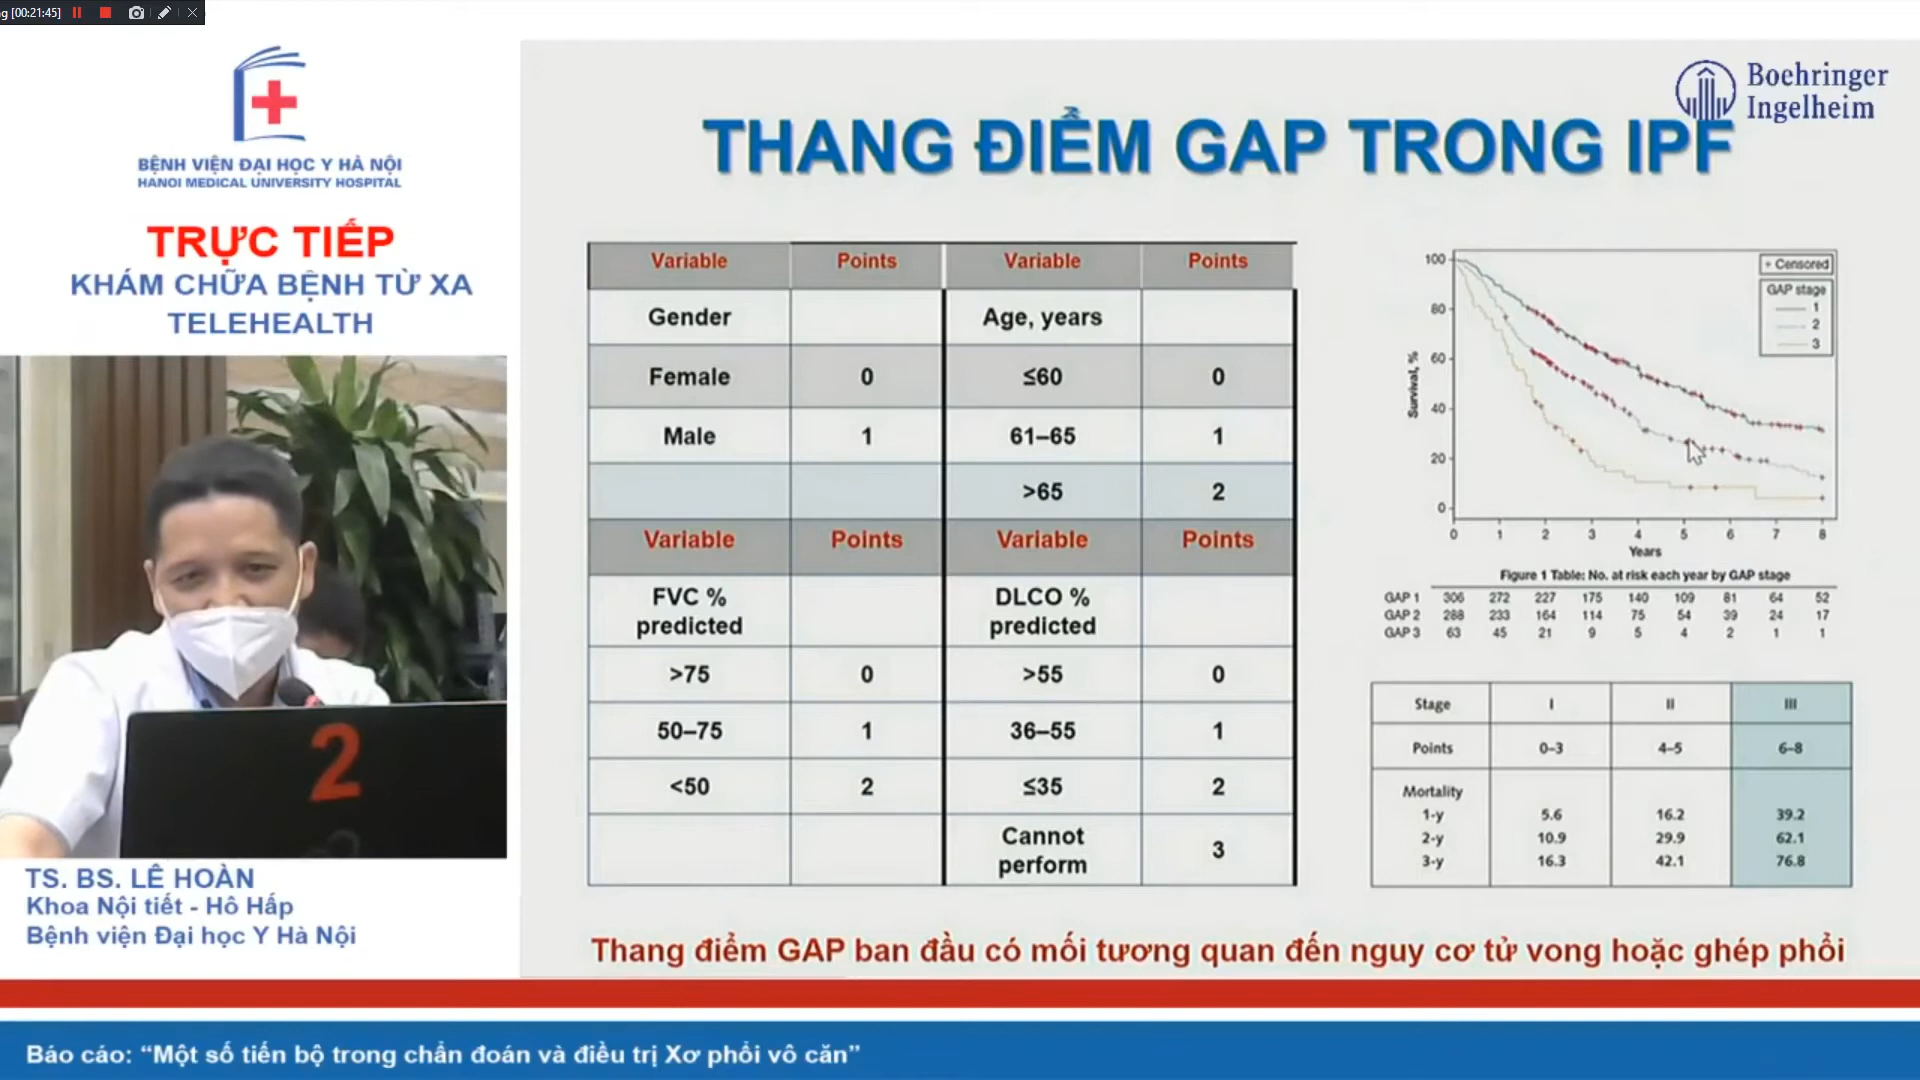 g [00:21:45]
BỆNH VIỆN ĐẠI HỌC Y HÀ NỘI
HANOI MEDICAL UNIVERSITY HOSPITAL
TRỰC TIẾP
KHÁM CHỮA BỆNH TỪ XA
TELEHEALTH
2
TS. BS. LÊ HOÀN
Khoa Nội tiết - Hô Hấp
Bệnh viện Đại học Y Hà Nội
Boehringer
Ingelheim
THANG ĐIỂM GAP TRONG IPF
Variable Points Variable Points
Gender Age, years
Female 0 ≤60 0
Male 1 61–65 1
>65 2
Variable Points Variable Points
FVC % predicted DLCO % predicted
>75 0 >55 0
50–75 1 36–55 1
<50 2 ≤35 2
Cannot perform 3
+ Censored
GAP stage
1
2
3
Survival, %
100
80
60
40
20
0
0 1 2 3 4 5 6 7 8
Years
Figure 1 Table: No. at risk each year by GAP stage
GAP 1 306 272 227 175 140 109 81 64 52
GAP 2 288 233 164 114 75 54 39 24 17
GAP 3 63 45 21 9 5 4 2 1 1
Stage I II III
Points 0–3 4–5 6–8
Mortality
1-y 5.6 16.2 39.2
2-y 10.9 29.9 62.1
3-y 16.3 42.1 76.8
Thang điểm GAP ban đầu có mối tương quan đến nguy cơ tử vong hoặc ghép phổi
Báo cáo: “Một số tiến bộ trong chẩn đoán và điều trị Xơ phổi vô căn”